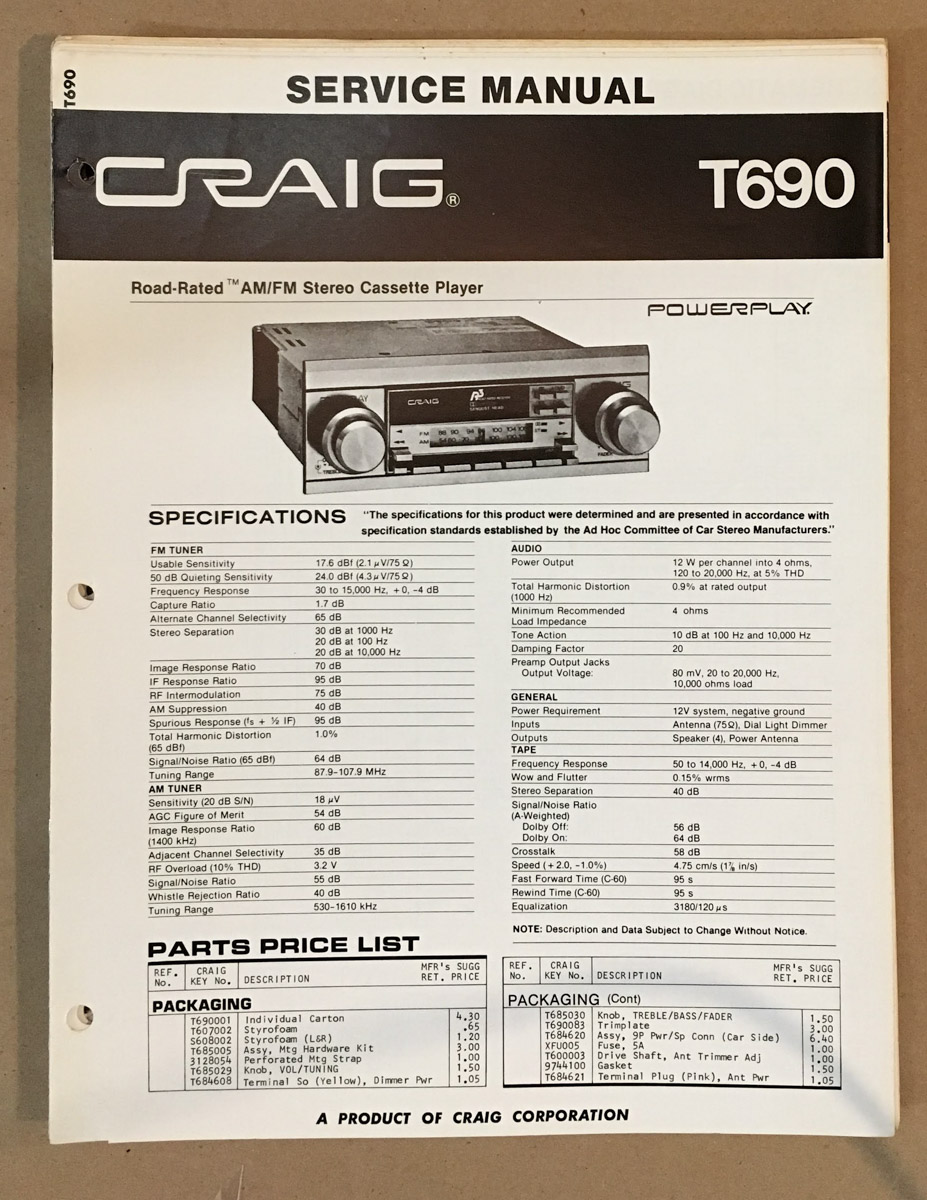 T690
SERVICE MANUAL
CRAIG® T690
Road-Rated™ AM/FM Stereo Cassette Player
POWERPLAY.
CRAIG
FM 88 90 94 100 104 108
AM
FADER
SPECIFICATIONS
"The specifications for this product were determined and are presented in accordance with
specification standards established by the Ad Hoc Committee of Car Stereo Manufacturers."
FM TUNER
Usable Sensitivity 17.6 dBf (2.1 µV/75 Ω)
50 dB Quieting Sensitivity 24.0 dBf (4.3 µV/75 Ω)
Frequency Response 30 to 15,000 Hz, +0, -4 dB
Capture Ratio 1.7 dB
Alternate Channel Selectivity 65 dB
Stereo Separation 30 dB at 1000 Hz
20 dB at 100 Hz
20 dB at 10,000 Hz
Image Response Ratio 70 dB
IF Response Ratio 95 dB
RF Intermodulation 75 dB
AM Suppression 40 dB
Spurious Response (fs + ½ IF) 95 dB
Total Harmonic Distortion 1.0%
(65 dBf)
Signal/Noise Ratio (65 dBf) 64 dB
Tuning Range 87.9-107.9 MHz
AM TUNER
Sensitivity (20 dB S/N) 18 µV
AGC Figure of Merit 54 dB
Image Response Ratio 60 dB
(1400 kHz)
Adjacent Channel Selectivity 35 dB
RF Overload (10% THD) 3.2 V
Signal/Noise Ratio 55 dB
Whistle Rejection Ratio 40 dB
Tuning Range 530-1610 kHz
AUDIO
Power Output 12 W per channel into 4 ohms,
120 to 20,000 Hz, at 5% THD
Total Harmonic Distortion 0.9% at rated output
(1000 Hz)
Minimum Recommended 4 ohms
Load Impedance
Tone Action 10 dB at 100 Hz and 10,000 Hz
Damping Factor 20
Preamp Output Jacks
Output Voltage: 80 mV, 20 to 20,000 Hz,
10,000 ohms load
GENERAL
Power Requirement 12V system, negative ground
Inputs Antenna (75Ω), Dial Light Dimmer
Outputs Speaker (4), Power Antenna
TAPE
Frequency Response 50 to 14,000 Hz, +0, -4 dB
Wow and Flutter 0.15% wrms
Stereo Separation 40 dB
Signal/Noise Ratio
(A-Weighted)
Dolby Off: 56 dB
Dolby On: 64 dB
Crosstalk 58 dB
Speed (+2.0, -1.0%) 4.75 cm/s (1⅞ in/s)
Fast Forward Time (C-60) 95 s
Rewind Time (C-60) 95 s
Equalization 3180/120 µs
NOTE: Description and Data Subject to Change Without Notice.
PARTS PRICE LIST
REF. No. CRAIG KEY No. DESCRIPTION MFR's SUGG RET. PRICE
PACKAGING
T690001 Individual Carton 4.30
T607002 Styrofoam .65
S608002 Styrofoam (L&R) 1.20
T685005 Assy, Mtg Hardware Kit 3.00
3128054 Perforated Mtg Strap 1.00
T685029 Knob, VOL/TUNING 1.50
T684608 Terminal So (Yellow), Dimmer Pwr 1.05
REF. No. CRAIG KEY No. DESCRIPTION MFR's SUGG RET. PRICE
PACKAGING (Cont)
T685030 Knob, TREBLE/BASS/FADER 1.50
T690083 Trimplate 3.00
T684620 Assy, 9P Pwr/Sp Conn (Car Side) 6.40
XFU005 Fuse, 5A 1.00
T600003 Drive Shaft, Ant Trimmer Adj 1.00
9744100 Gasket 1.50
T684621 Terminal Plug (Pink), Ant Pwr 1.05
A PRODUCT OF CRAIG CORPORATION